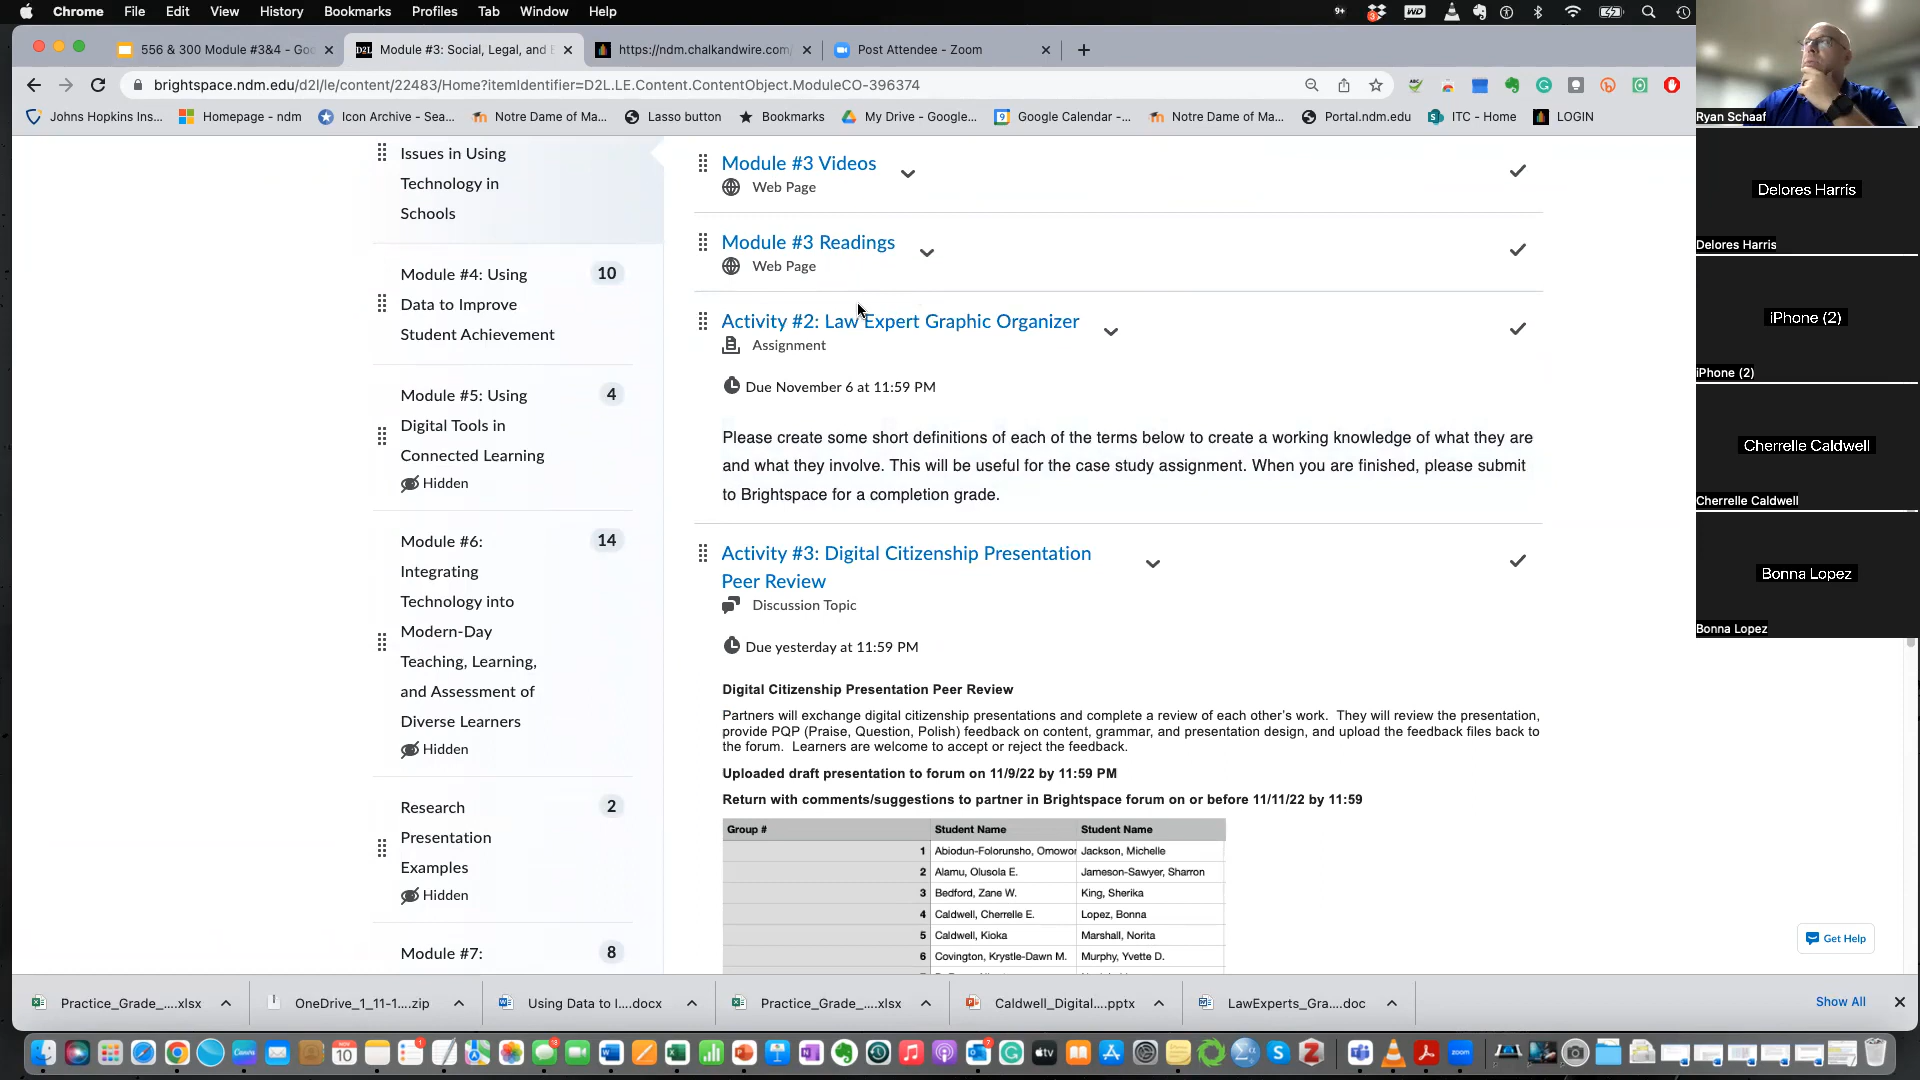 Chrome File Edit View History Bookmarks Profiles Tab Window Help
9+
556 & 300 Module #3&4 - Go
D2L Module #3: Social, Legal, and E
https://ndm.chalkandwire.com/
Post Attendee - Zoom
brightspace.ndm.edu/d2l/le/content/22483/Home?itemIdentifier=D2L.LE.Content.ContentObject.ModuleCO-396374
Johns Hopkins Ins...
Homepage - ndm
Icon Archive - Sea...
Notre Dame of Ma...
Lasso button
Bookmarks
My Drive - Google...
Google Calendar -...
Notre Dame of Ma...
Portal.ndm.edu
ITC - Home
LOGIN
Issues in Using
Technology in
Schools
Module #4: Using
Data to Improve
Student Achievement
10
Module #5: Using
Digital Tools in
Connected Learning
4
Hidden
Module #6:
Integrating
Technology into
Modern-Day
Teaching, Learning,
and Assessment of
Diverse Learners
14
Hidden
Research
Presentation
Examples
2
Hidden
Module #7:
8
Module #3 Videos
Web Page
Module #3 Readings
Web Page
Activity #2: Law Expert Graphic Organizer
Assignment
Due November 6 at 11:59 PM
Please create some short definitions of each of the terms below to create a working knowledge of what they are
and what they involve. This will be useful for the case study assignment. When you are finished, please submit
to Brightspace for a completion grade.
Activity #3: Digital Citizenship Presentation
Peer Review
Discussion Topic
Due yesterday at 11:59 PM
Digital Citizenship Presentation Peer Review
Partners will exchange digital citizenship presentations and complete a review of each other's work. They will review the presentation,
provide PQP (Praise, Question, Polish) feedback on content, grammar, and presentation design, and upload the feedback files back to
the forum. Learners are welcome to accept or reject the feedback.
Uploaded draft presentation to forum on 11/9/22 by 11:59 PM
Return with comments/suggestions to partner in Brightspace forum on or before 11/11/22 by 11:59
Group # Student Name Student Name
1 Abiodun-Folorunsho, Omowor Jackson, Michelle
2 Alamu, Olusola E. Jameson-Sawyer, Sharron
3 Bedford, Zane W. King, Sherika
4 Caldwell, Cherrelle E. Lopez, Bonna
5 Caldwell, Kioka Marshall, Norita
6 Covington, Krystle-Dawn M. Murphy, Yvette D.
Get Help
Ryan Schaaf
Delores Harris
Delores Harris
iPhone (2)
iPhone (2)
Cherrelle Caldwell
Cherrelle Caldwell
Bonna Lopez
Bonna Lopez
Practice_Grade_....xlsx
OneDrive_1_11-1....zip
Using Data to I....docx
Practice_Grade_....xlsx
Caldwell_Digital....pptx
LawExperts_Gra....doc
Show All
NOV
10